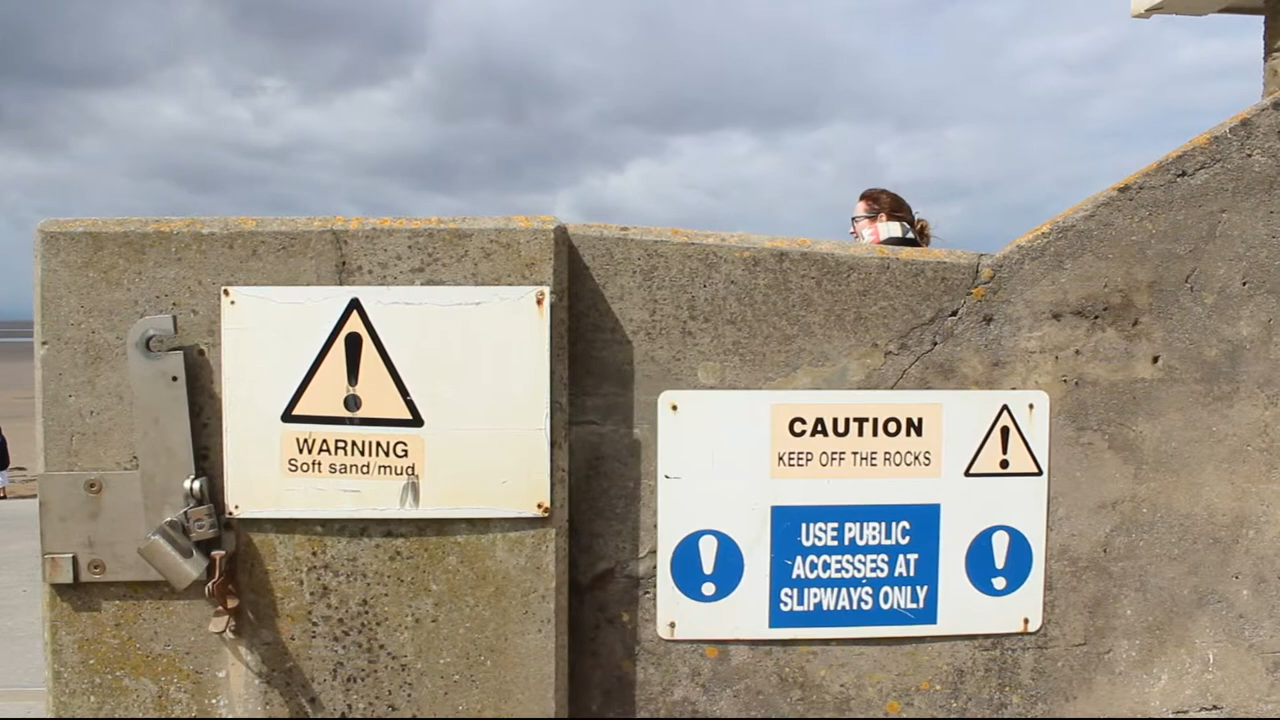 WARNING
Soft sand/mud
CAUTION
KEEP OFF THE ROCKS
USE PUBLIC
ACCESSES AT
SLIPWAYS ONLY